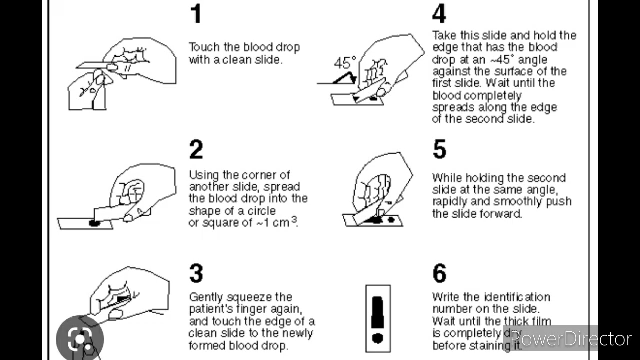 1
Touch the blood drop
with a clean slide.
2
Using the corner of
another slide, spread
the blood drop into the
shape of a circle
or square of ~1 cm³.
3
Gently squeeze the
patient's finger again,
and touch the edge of a
clean slide to the newly
formed blood drop.
4
Take this slide and hold the
edge that has the blood
drop at an ~45° angle
against the surface of the
first slide. Wait until the
blood completely
spreads along the edge
of the second slide.
45°
5
While holding the second
slide at the same angle,
rapidly and smoothly push
the slide forward.
6
Write the identification
number on the slide.
Wait until the thick film
is completely dry
before staining it.
PowerDirector